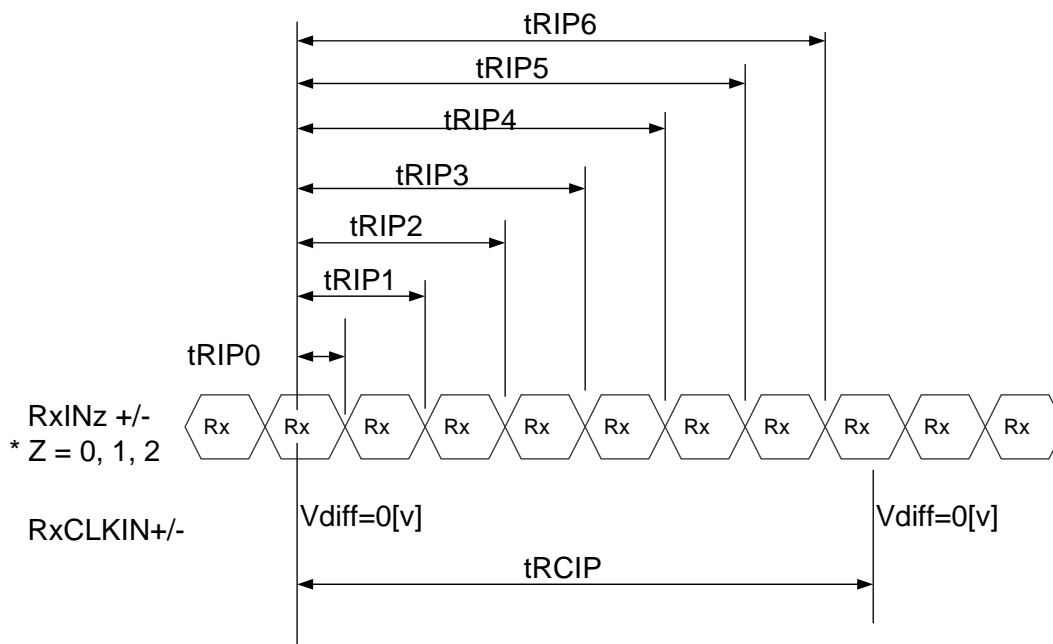 tRIP6
tRIP5
tRIP4
tRIP3
tRIP2
tRIP1
tRIP0
RxINz +/-
* Z = 0, 1, 2
Rx Rx Rx Rx Rx Rx Rx Rx Rx Rx Rx
RxCLKIN+/-
Vdiff=0[v] Vdiff=0[v]
tRCIP